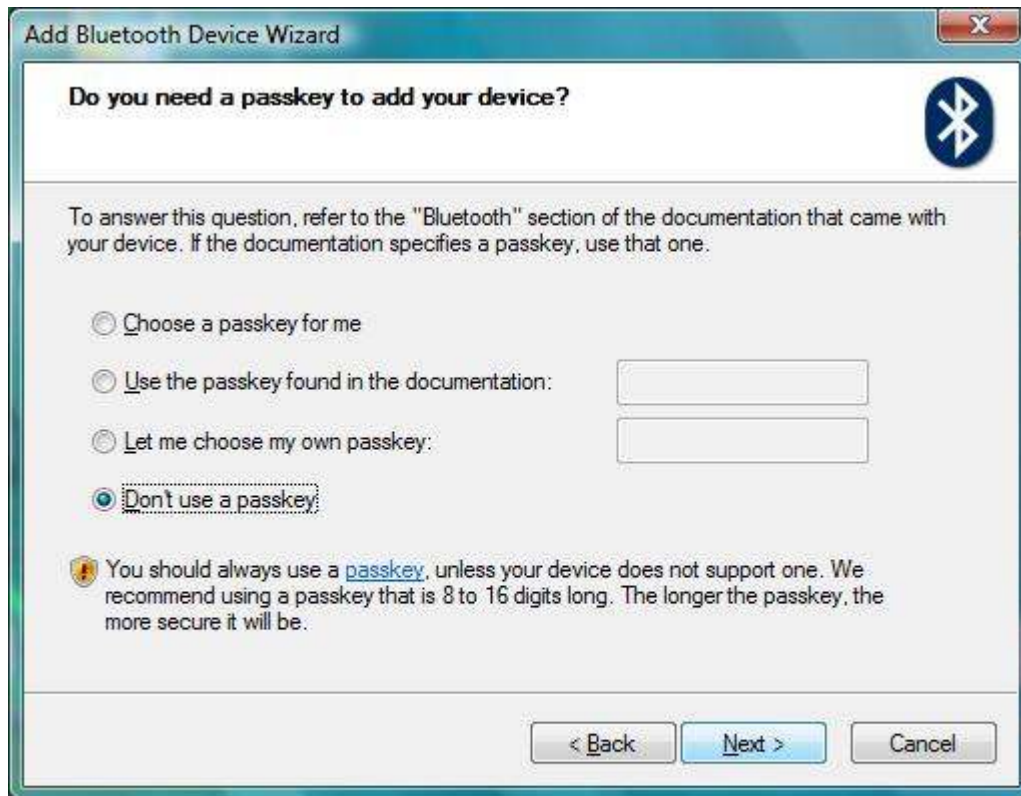 Add Bluetooth Device Wizard
Do you need a passkey to add your device?
To answer this question, refer to the "Bluetooth" section of the documentation that came with
your device. If the documentation specifies a passkey, use that one.
Choose a passkey for me
Use the passkey found in the documentation:
Let me choose my own passkey:
Don't use a passkey
You should always use a passkey, unless your device does not support one. We
recommend using a passkey that is 8 to 16 digits long. The longer the passkey, the
more secure it will be.
< Back Next > Cancel